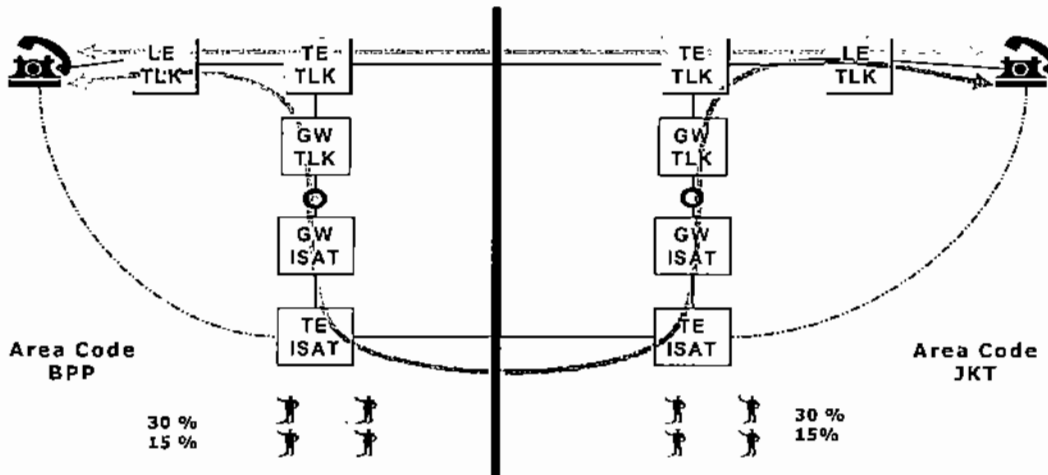 LE
TLK
TE
TLK
TE
TLK
LE
TLK
GW
TLK
GW
TLK
GW
ISAT
GW
ISAT
TE
ISAT
TE
ISAT
Area Code
BPP
Area Code
JKT
30 %
15 %
30 %
15%